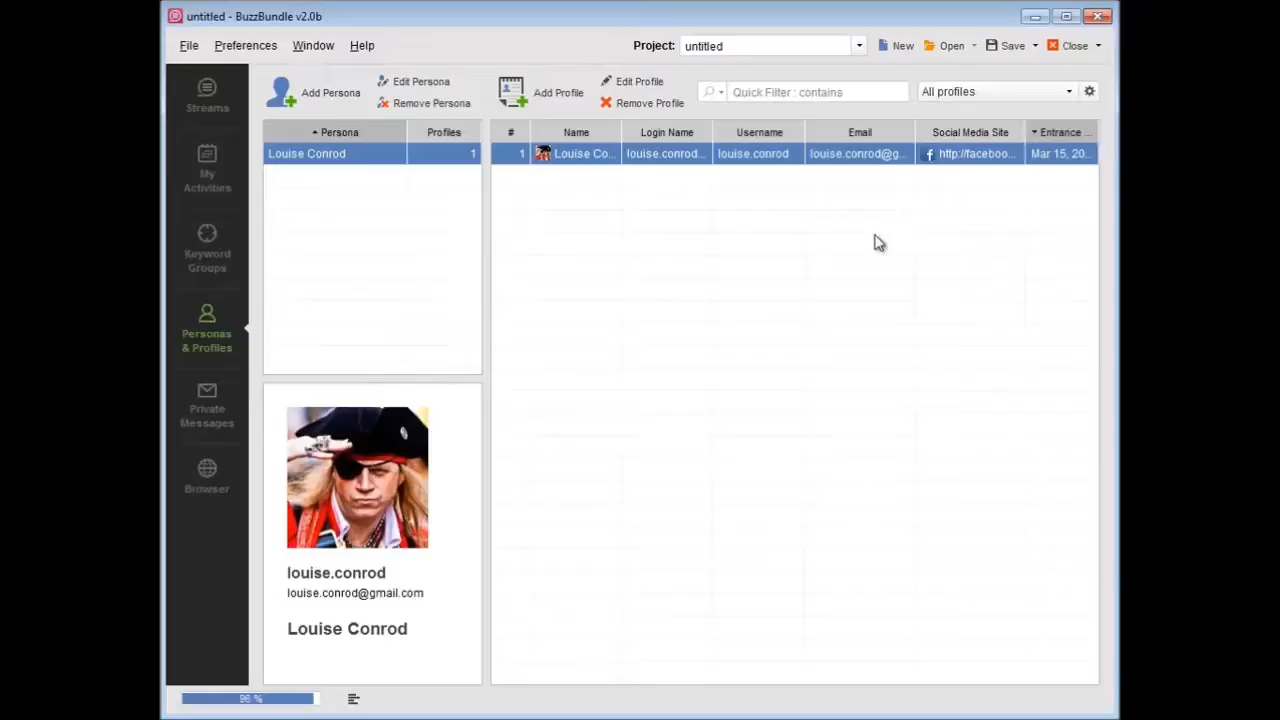 untitled - BuzzBundle v2.0b
File Preferences Window Help Project: untitled New Open Save Close
Streams
My
Activities
Keyword
Groups
Personas
& Profiles
Private
Messages
Browser
Add Persona
Edit Persona
Remove Persona
Add Profile
Edit Profile
Remove Profile
Quick Filter : contains
All profiles
Persona Profiles
Louise Conrod 1
# Name Login Name Username Email Social Media Site Entrance ...
1 Louise Co... louise.conrod... louise.conrod louise.conrod@g... http://faceboo... Mar 15, 20...
louise.conrod
louise.conrod@gmail.com
Louise Conrod
96 %